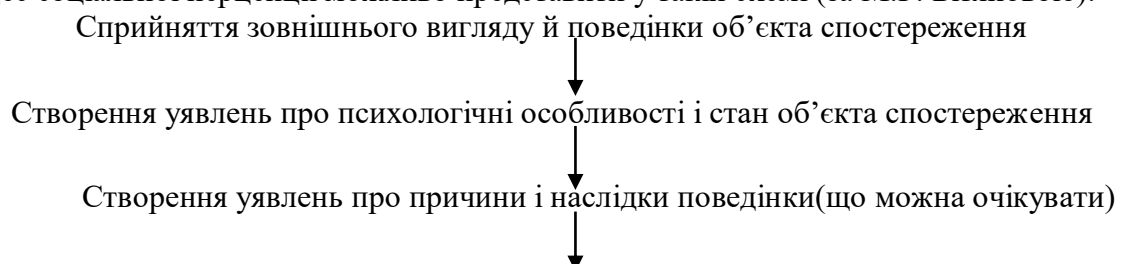 Сприйняття зовнішнього вигляду й поведінки об’єкта спостереження
Створення уявлень про психологічні особливості і стан об’єкта спостереження
Створення уявлень про причини і наслідки поведінки(що можна очікувати)